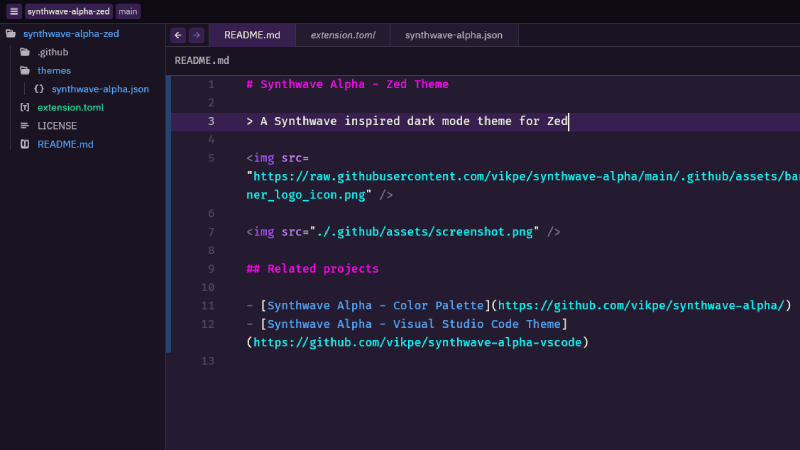 synthwave-alpha-zed main
synthwave-alpha-zed
.github
themes
synthwave-alpha.json
extension.toml
LICENSE
README.md
README.md extension.toml synthwave-alpha.json
README.md
1 # Synthwave Alpha - Zed Theme
2
3 > A Synthwave inspired dark mode theme for Zed
4
5 <img src=
"https://raw.githubusercontent.com/vikpe/synthwave-alpha/main/.github/assets/ban
ner_logo_icon.png" />
6
7 <img src="./.github/assets/screenshot.png" />
8
9 ## Related projects
10
11 - [Synthwave Alpha - Color Palette](https://github.com/vikpe/synthwave-alpha/)
12 - [Synthwave Alpha - Visual Studio Code Theme]
(https://github.com/vikpe/synthwave-alpha-vscode)
13